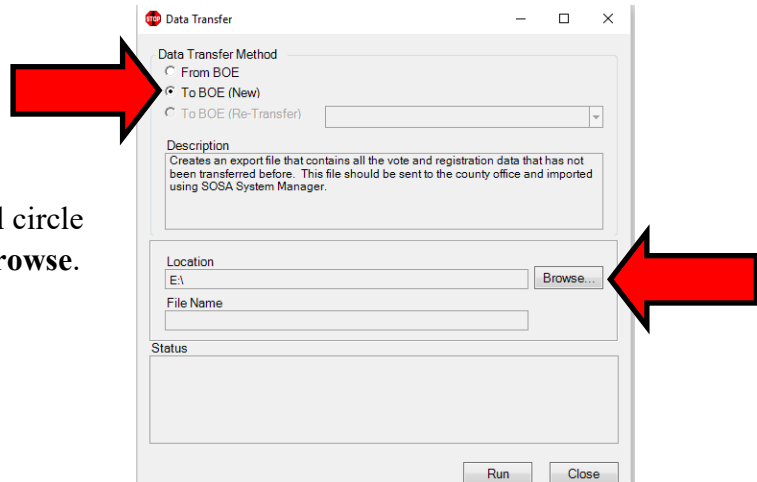 STOP Data Transfer
Data Transfer Method
From BOE
To BOE (New)
To BOE (Re-Transfer)
Description
Creates an export file that contains all the vote and registration data that has not
been transferred before. This file should be sent to the county office and imported
using SOSA System Manager.
circle
rowse.
Location
E:\
Browse...
File Name
Status
Run Close